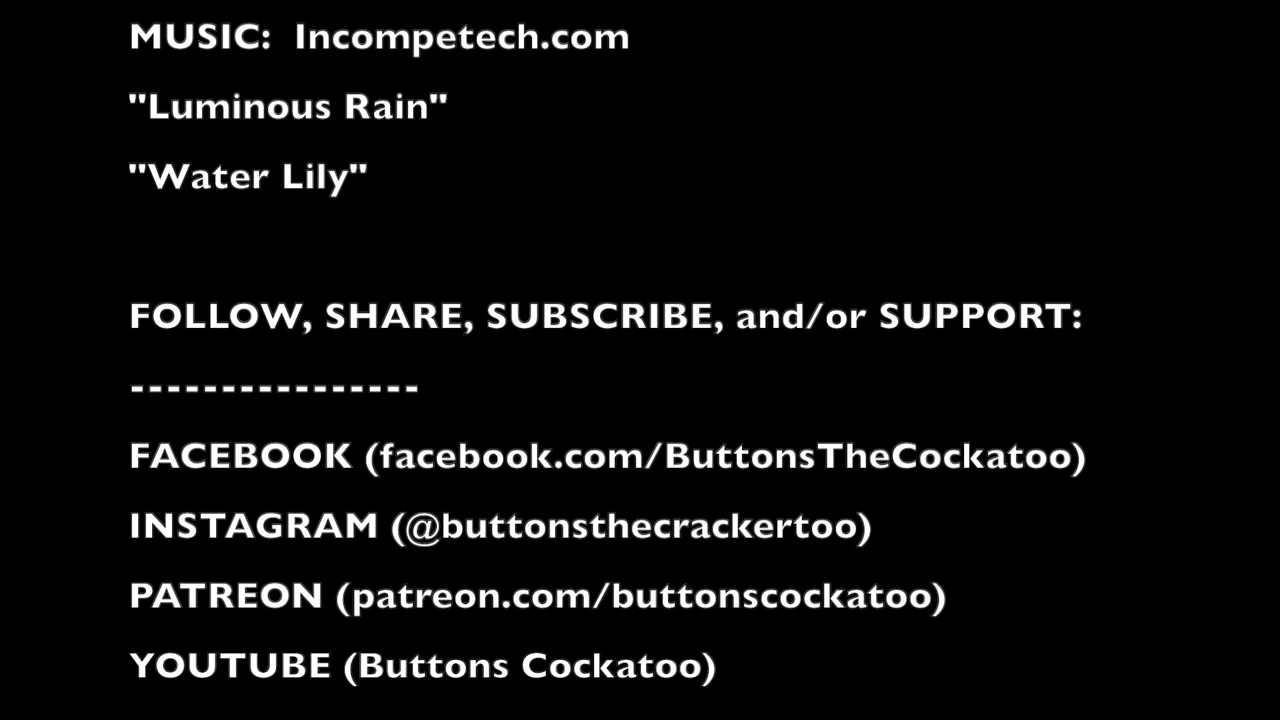 MUSIC:  Incompetech.com
"Luminous Rain"
"Water Lily"
FOLLOW, SHARE, SUBSCRIBE, and/or SUPPORT:
----------------
FACEBOOK (facebook.com/ButtonsTheCockatoo)
INSTAGRAM (@buttonsthecrackertoo)
PATREON (patreon.com/buttonscockatoo)
YOUTUBE (Buttons Cockatoo)